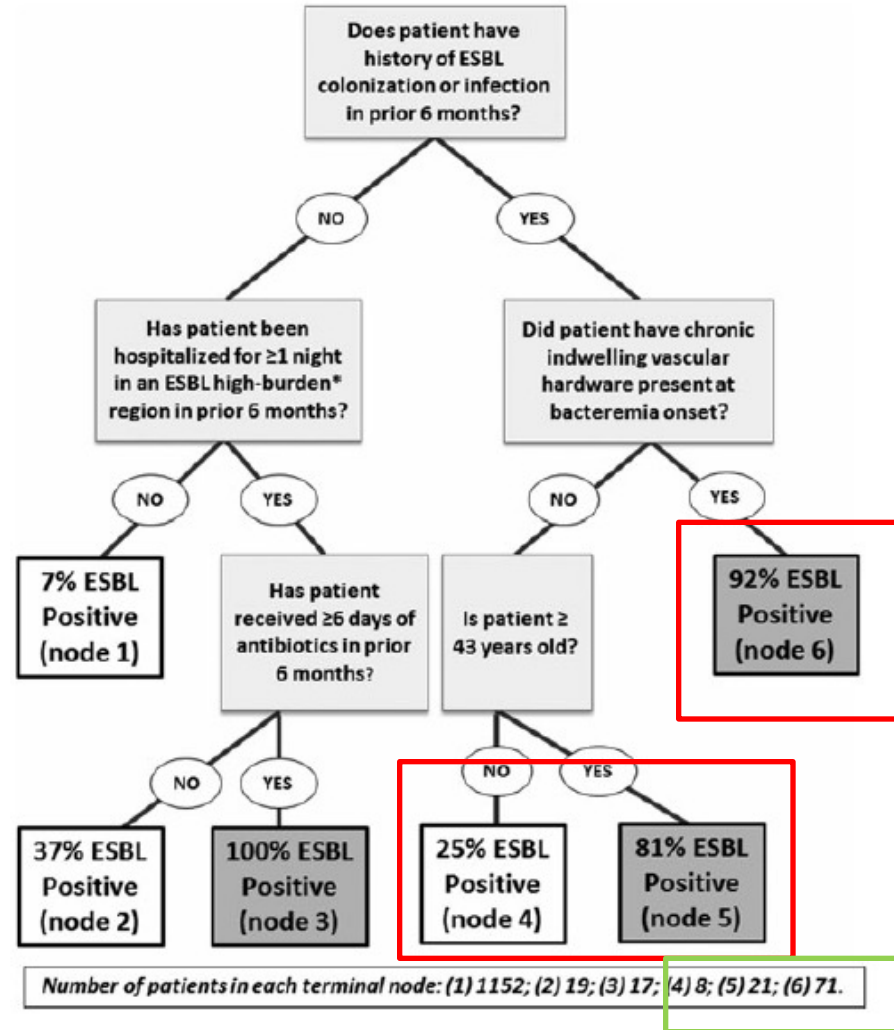 Does patient have
history of ESBL
colonization or infection
in prior 6 months?
NO
YES
Has patient been
hospitalized for ≥1 night
in an ESBL high-burden*
region in prior 6 months?
Did patient have chronic
indwelling vascular
hardware present at
bacteremia onset?
NO
YES
NO
YES
7% ESBL
Positive
(node 1)
Has patient
received ≥6 days of
antibiotics in prior
6 months?
Is patient ≥
43 years old?
92% ESBL
Positive
(node 6)
NO
YES
NO
YES
37% ESBL
Positive
(node 2)
100% ESBL
Positive
(node 3)
25% ESBL
Positive
(node 4)
81% ESBL
Positive
(node 5)
Number of patients in each terminal node: (1) 1152; (2) 19; (3) 17; (4) 8; (5) 21; (6) 71.